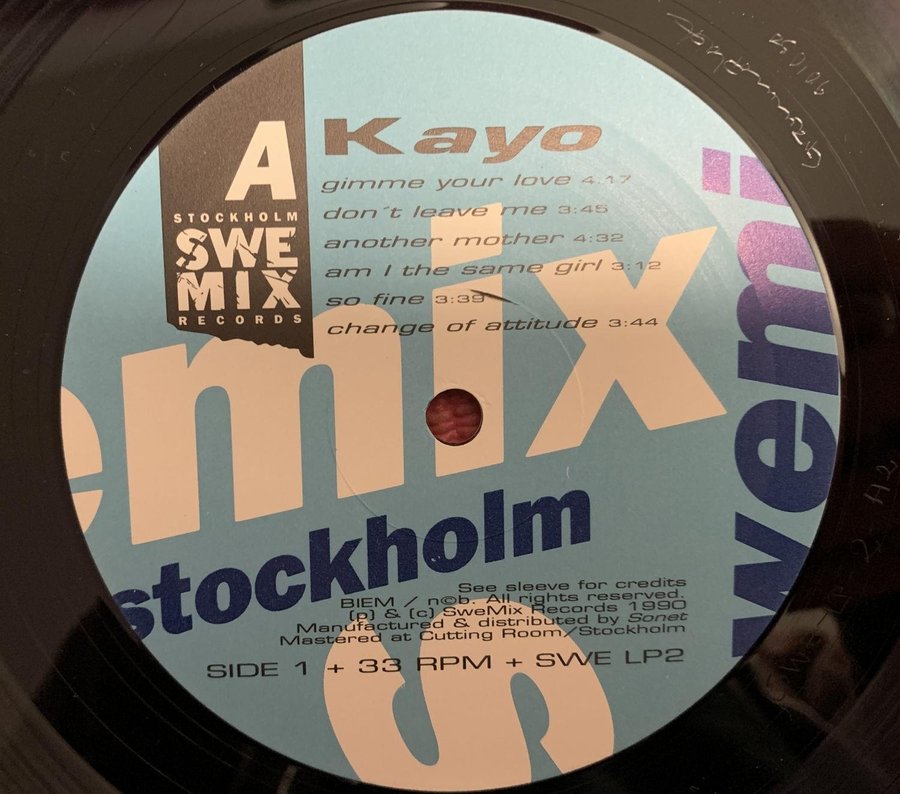 A
STOCKHOLM
SWE
MIX
RECORDS
Kayo
gimme your love 4.17
don´t leave me 3:45
another mother 4:32
am I the same girl 3:12
so fine 3:39
change of attitude 3:44
emix
stockholm
wemi
See sleeve for credits
BIEM / n©b. All rights reserved.
(p) & (c) SweMix Records 1990
Manufactured & distributed by Sonet
Mastered at Cutting Room/Stockholm
SIDE 1 + 33 RPM + SWE LP2
s